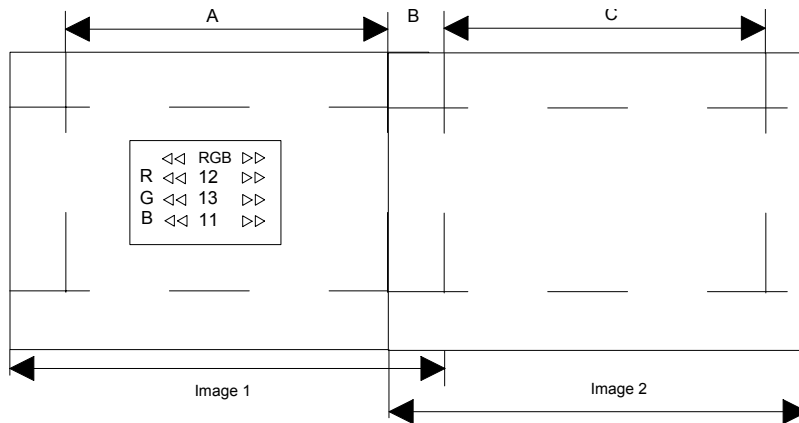 A B C
◁◁ RGB ▷▷
R ◁◁ 12 ▷▷
G ◁◁ 13 ▷▷
B ◁◁ 11 ▷▷
Image 1
Image 2